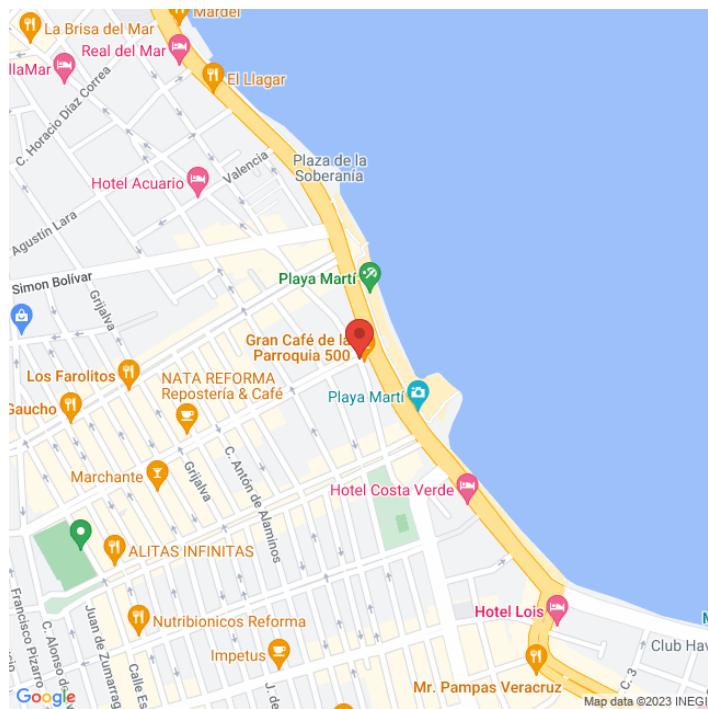 Mardel
La Brisa del Mar
Real del Mar
llaMar
El Llagar
C. Horacio Díaz Correa
Plaza de la
Soberanía
Valencia
Hotel Acuario
Agustín Lara
Simon Bolívar
Playa Martí
Grijalva
Gran Café de la
Parroquia 500
Los Farolitos
NATA REFORMA
Repostería & Café
Playa Martí
Gaucho
Marchante
Grijalva
C. Antón de Alaminos
Hotel Costa Verde
ALITAS INFINITAS
Francisco Pizarro
C. Alonso de
Juan de Zumarrag
Nutribionicos Reforma
Hotel Lois
Calle Es
Impetus
Club Hav
J. de
C. 3
Mr. Pampas Veracruz
Google
Map data ©2023 INEGI